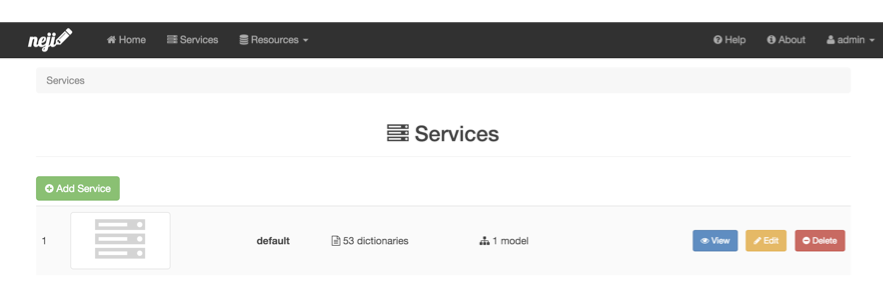 neji Home Services Resources Help About admin
Services
Services
Add Service
1 default 53 dictionaries 1 model View Edit Delete